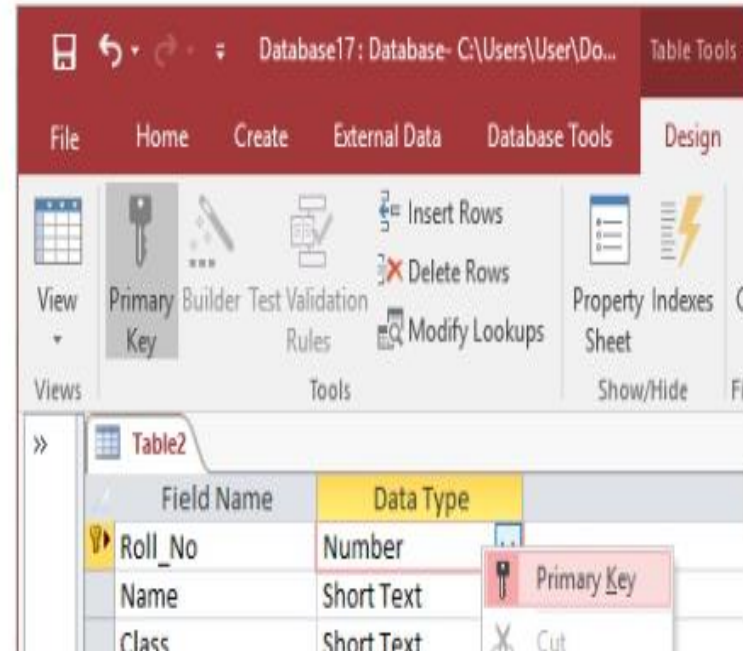 Database17 : Database- C:\Users\User\Do... Table Tools
File Home Create External Data Database Tools Design
View
Primary Key
Builder
Test Validation Rules
Insert Rows
Delete Rows
Modify Lookups
Property Sheet
Indexes
Views Tools Show/Hide
» Table2
Field Name Data Type
Roll_No Number
Primary Key
Name Short Text
Cut
Class Short Text